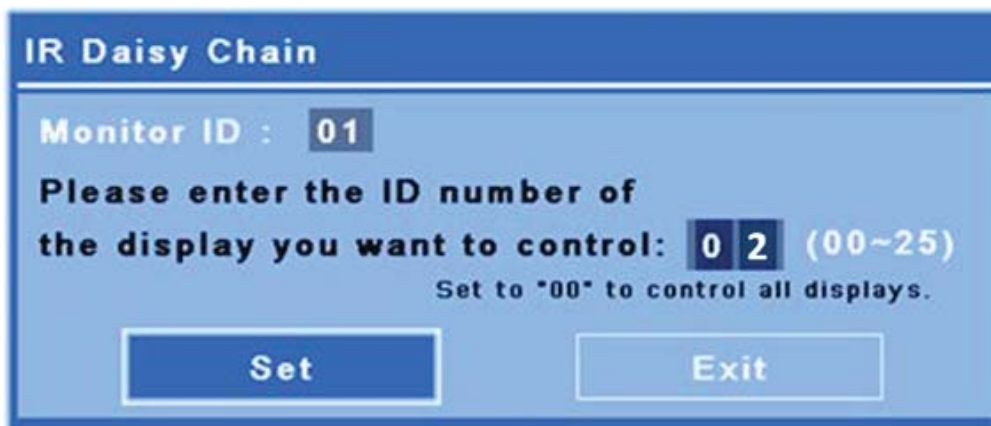 IR Daisy Chain
Monitor ID : 01
Please enter the ID number of
the display you want to control: 0 2 (00~25)
Set to "00" to control all displays.
Set Exit